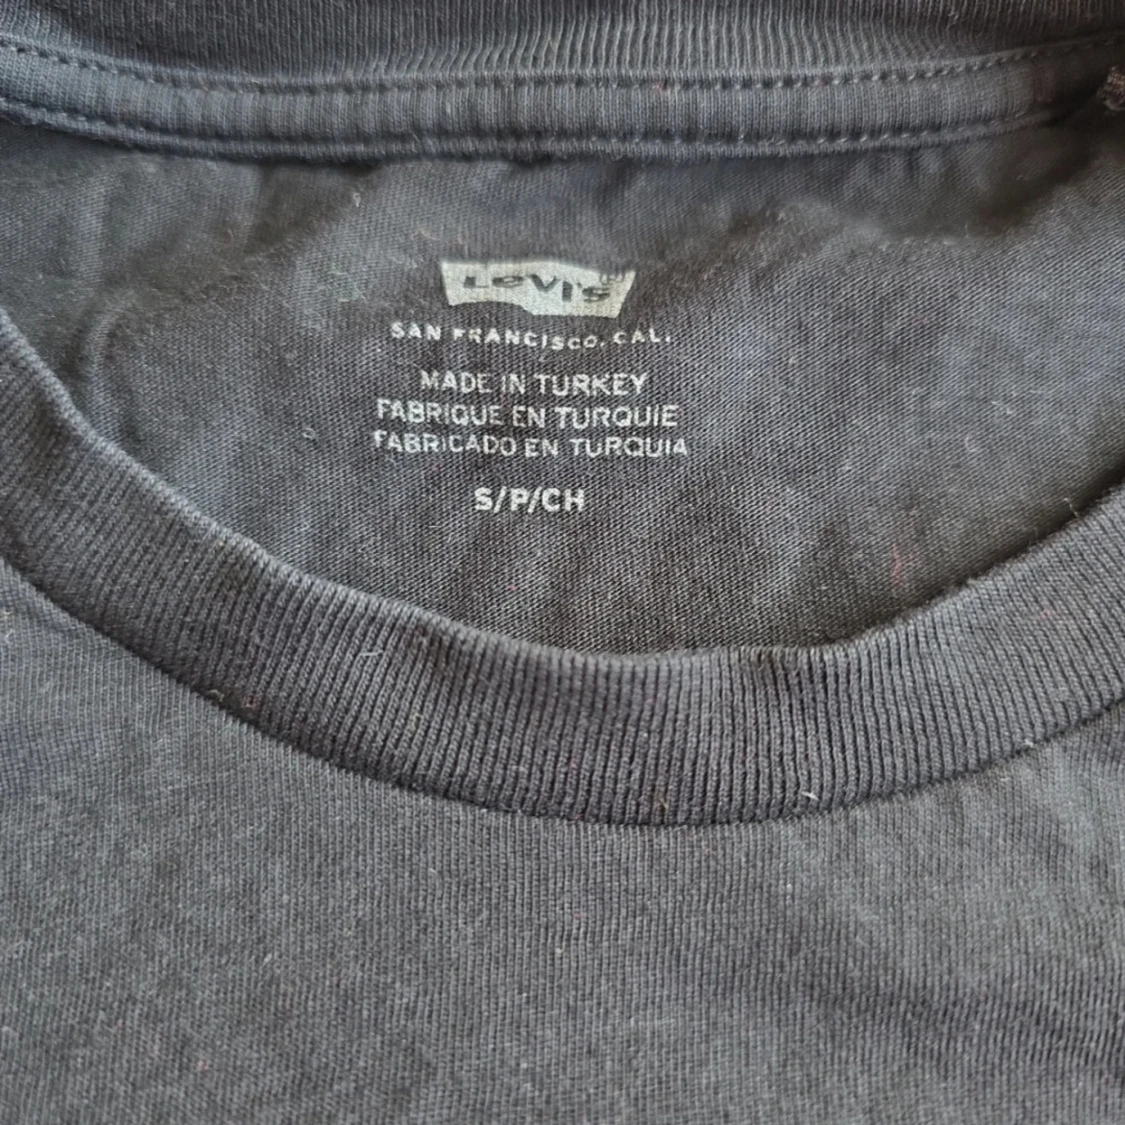 Levi's
SAN FRANCISCO. CAL.
MADE IN TURKEY
FABRIQUE EN TURQUIE
FABRICADO EN TURQUIA
S/P/CH